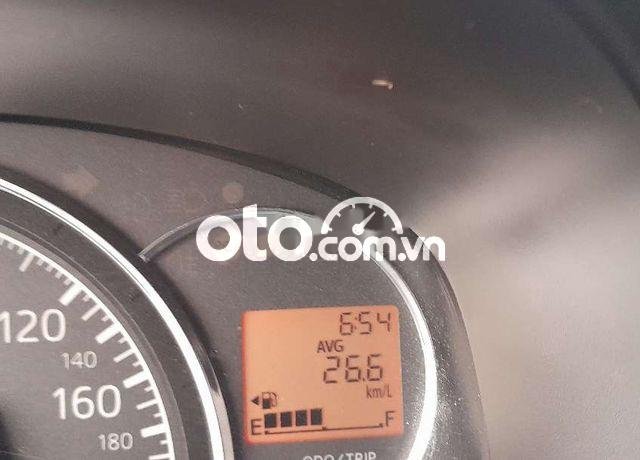 oto.com.vn
6:54
AVG
26.6
km/L
E F
120
140
160
180
ODO/TRIP